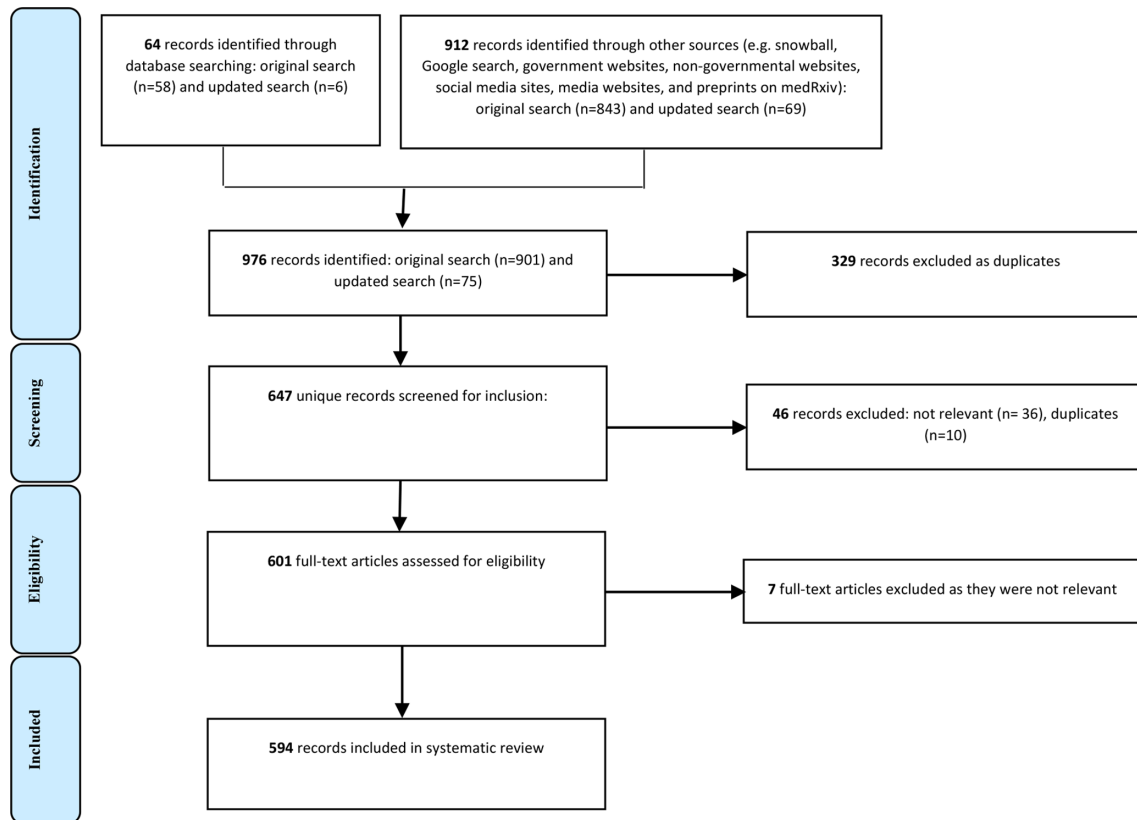 Identification
64 records identified through
database searching: original search
(n=58) and updated search (n=6)
912 records identified through other sources (e.g. snowball,
Google search, government websites, non-governmental websites,
social media sites, media websites, and preprints on medRxiv):
original search (n=843) and updated search (n=69)
976 records identified: original search (n=901) and
updated search (n=75)
329 records excluded as duplicates
Screening
647 unique records screened for inclusion:
46 records excluded: not relevant (n= 36), duplicates
(n=10)
Eligibility
601 full-text articles assessed for eligibility
7 full-text articles excluded as they were not relevant
Included
594 records included in systematic review